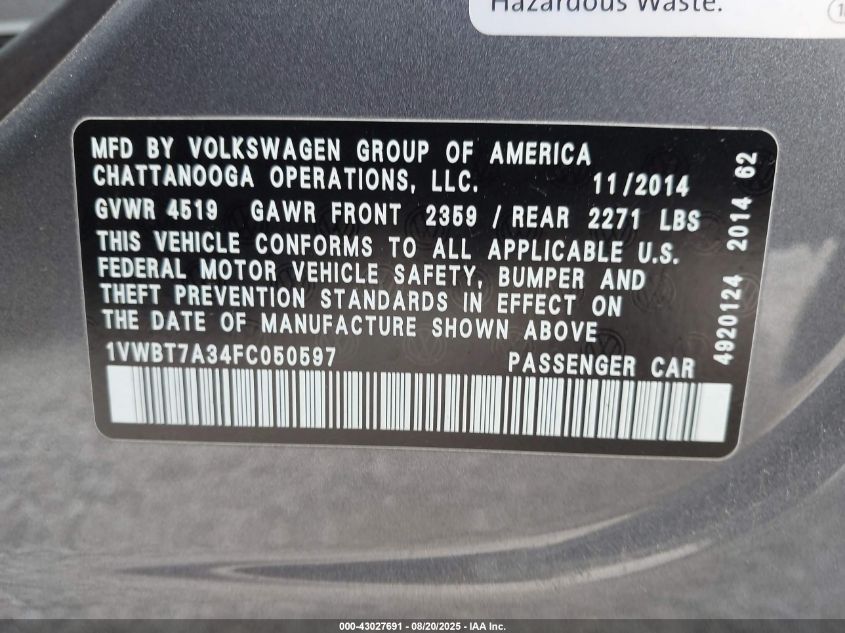 Hazardous Waste.
MFD BY VOLKSWAGEN GROUP OF AMERICA
CHATTANOOGA OPERATIONS, LLC. 11/2014
GVWR 4519 GAWR FRONT 2359 / REAR 2271 LBS
THIS VEHICLE CONFORMS TO ALL APPLICABLE U.S.
FEDERAL MOTOR VEHICLE SAFETY, BUMPER AND
THEFT PREVENTION STANDARDS IN EFFECT ON
THE DATE OF MANUFACTURE SHOWN ABOVE
1VWBT7A34FC050597 PASSENGER CAR
4920124 2014 62
000-43027691 - 08/20/2025 - IAA Inc.